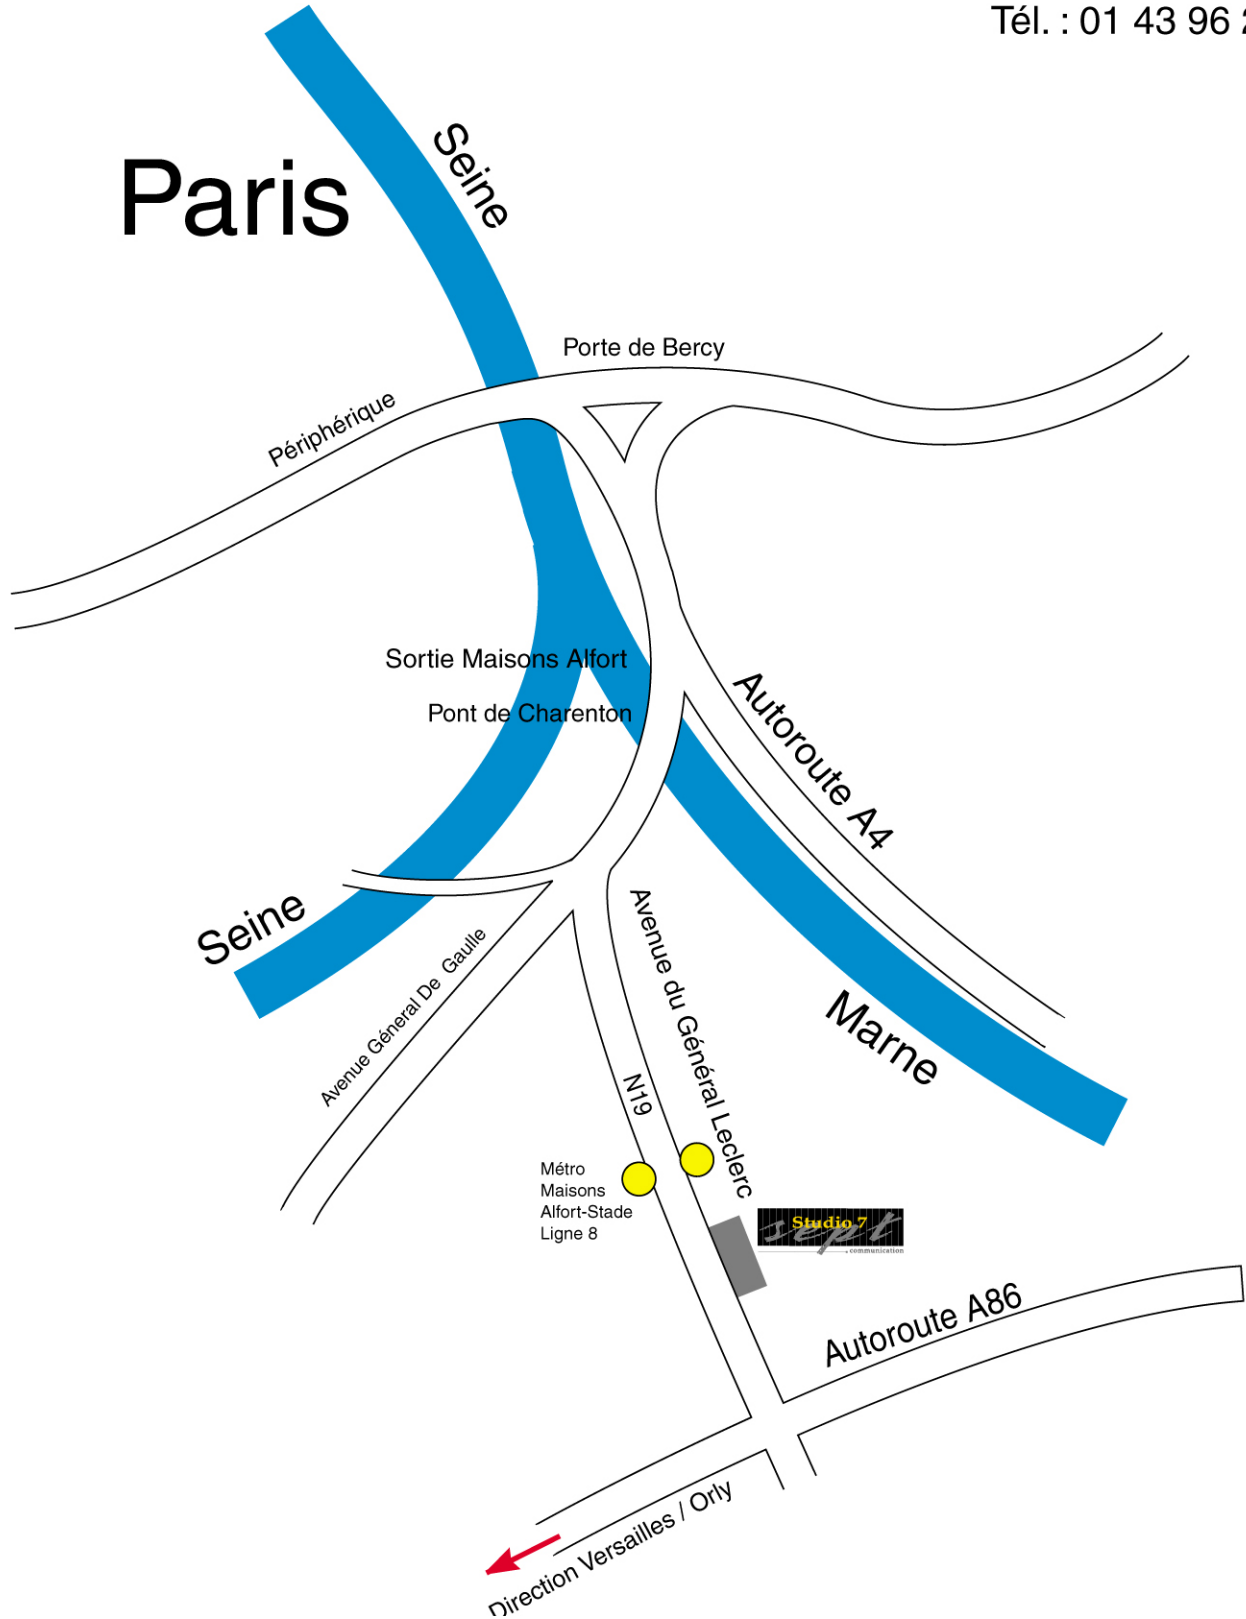 Tél. : 01 43 96
Seine
Paris
Porte de Bercy
Périphérique
Sortie Maisons Alfort
Pont de Charenton
Autoroute A4
Seine
Avenue Géneral De Gaulle
Avenue du Général Leclerc
Marne
N19
Métro
Maisons
Alfort-Stade
Ligne 8
Studio 7
sept
communication
Autoroute A86
Direction Versailles / Orly